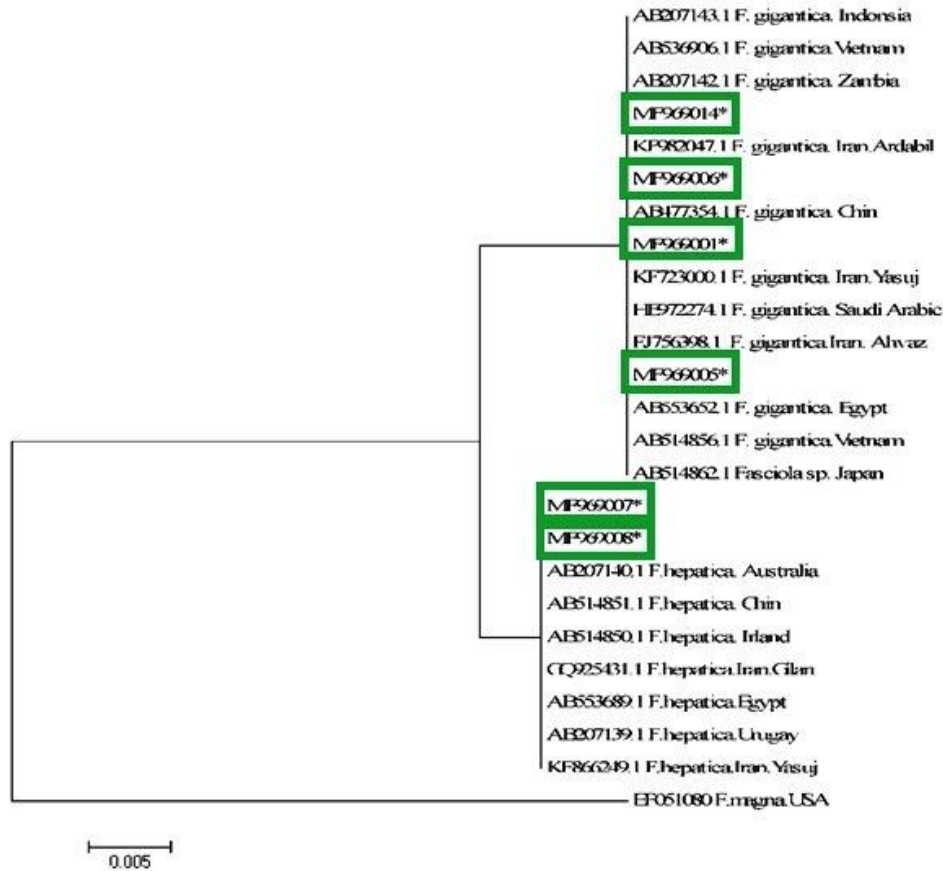 AB207143.1 F. gigantica. Indonsia
AB536906.1 F. gigantica.Vietnam
AB207142.1 F. gigantica. Zambia
MF969014*
KF982047.1 F. gigantica. Iran.Ardabil
MF969006*
AB477354.1 F. gigantica. Chin
MF969001*
KF723000.1 F. gigantica. Iran.Yasuj
HE972274.1 F. gigantica. Saudi Arabic
FJ756398.1 F. gigantica.Iran. Ahvaz
MF969005*
AB553652.1 F. gigantica. Egypt
AB514856.1 F. gigantica.Vietnam
AB514862.1 Fasciola sp. Japan
MF969007*
MF969008*
AB207140.1 F.hepatica. Australia
AB514851.1 F.hepatica. Chin
AB514850.1 F.hepatica. Irland
GQ925431.1 F.hepatica.Iran.Gilan
AB553689.1 F.hepatica.Egypt
AB207139.1 F.hepatica.Urugay
KF866249.1 F.hepatica.Iran.Yasuj
EF051080 F.magna.USA
0.005